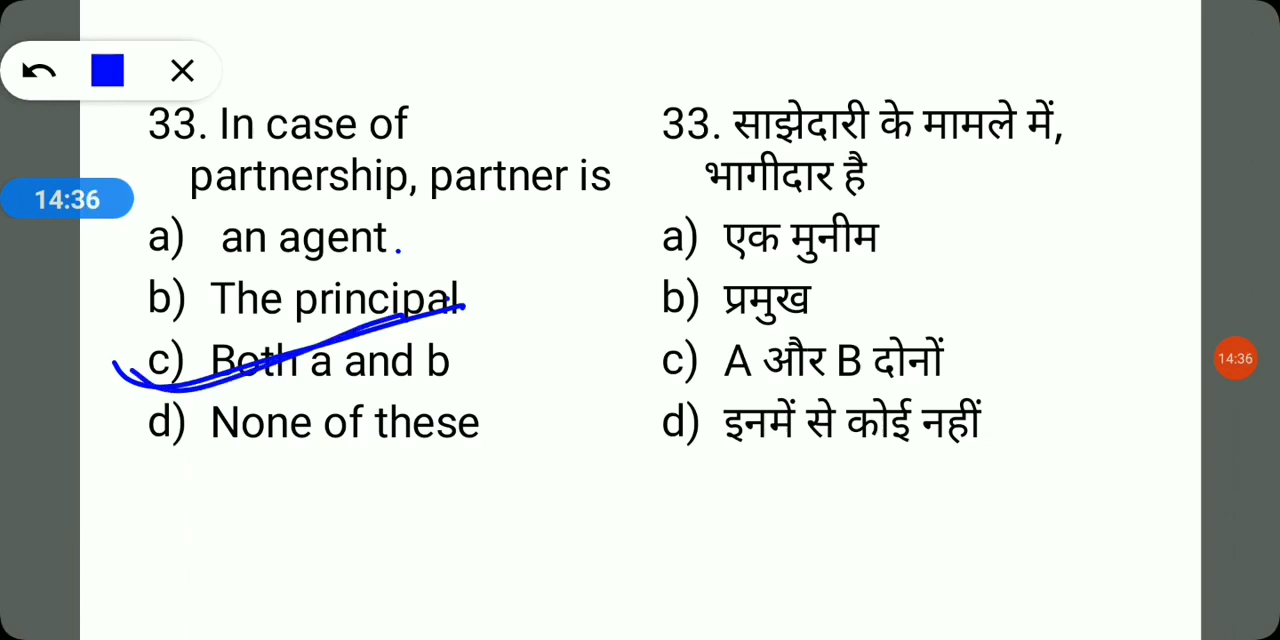 33. In case of
partnership, partner is
a) an agent.
b) The principal
c) Both a and b
d) None of these
33. साझेदारी के मामले में,
भागीदार है
a) एक मुनीम
b) प्रमुख
c) A और B दोनों
d) इनमें से कोई नहीं
14:36
14:36